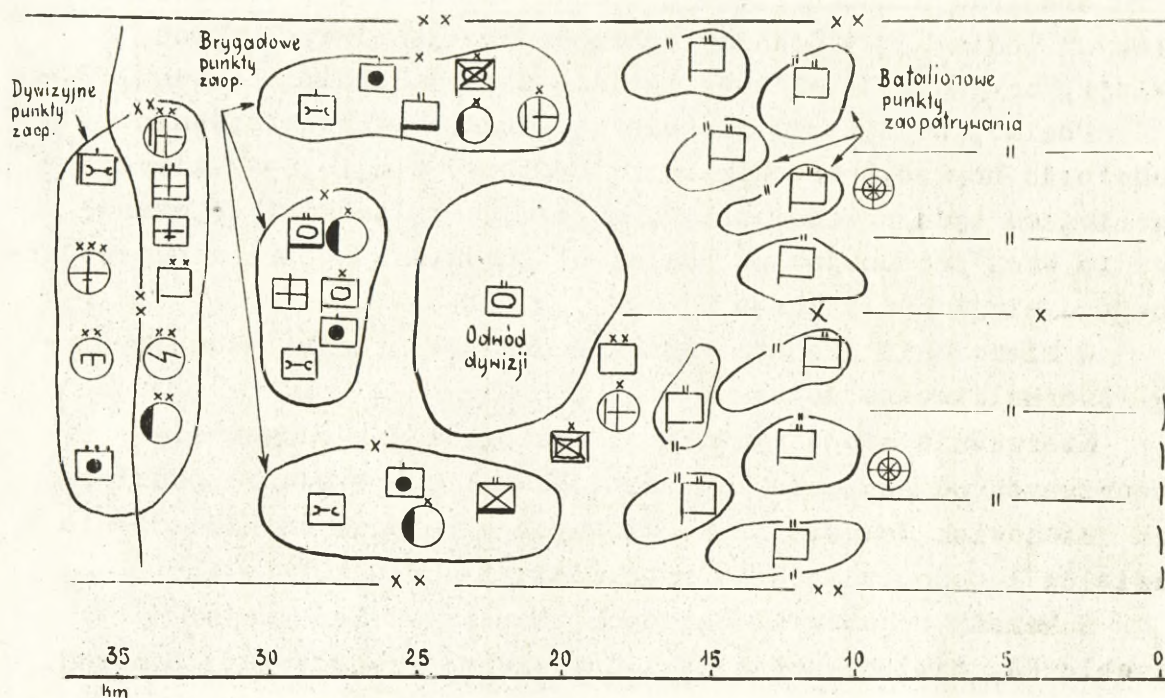 Brygadowe
punkty
zaop.
Dywizyjne
punkty
zaop.
Batalionowe
punkty
zaopatrywania
Odwód
dywizji
35 30 25 20 15 10 0
km